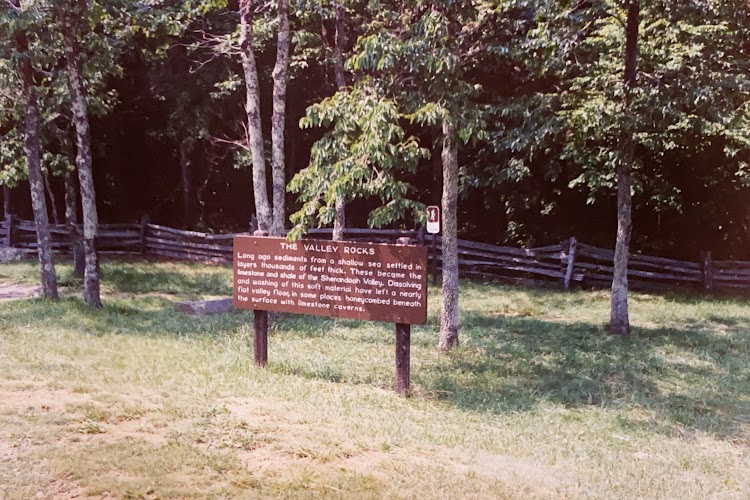 THE VALLEY ROCKS
Long ago sediments from a shallow sea settled in
layers thousands of feet thick. These became the
limestone and shale of the Shenandoah Valley. Dissolving
and washing of this soft material have left a nearly
flat valley floor, in some places honeycombed beneath
the surface with limestone caverns.